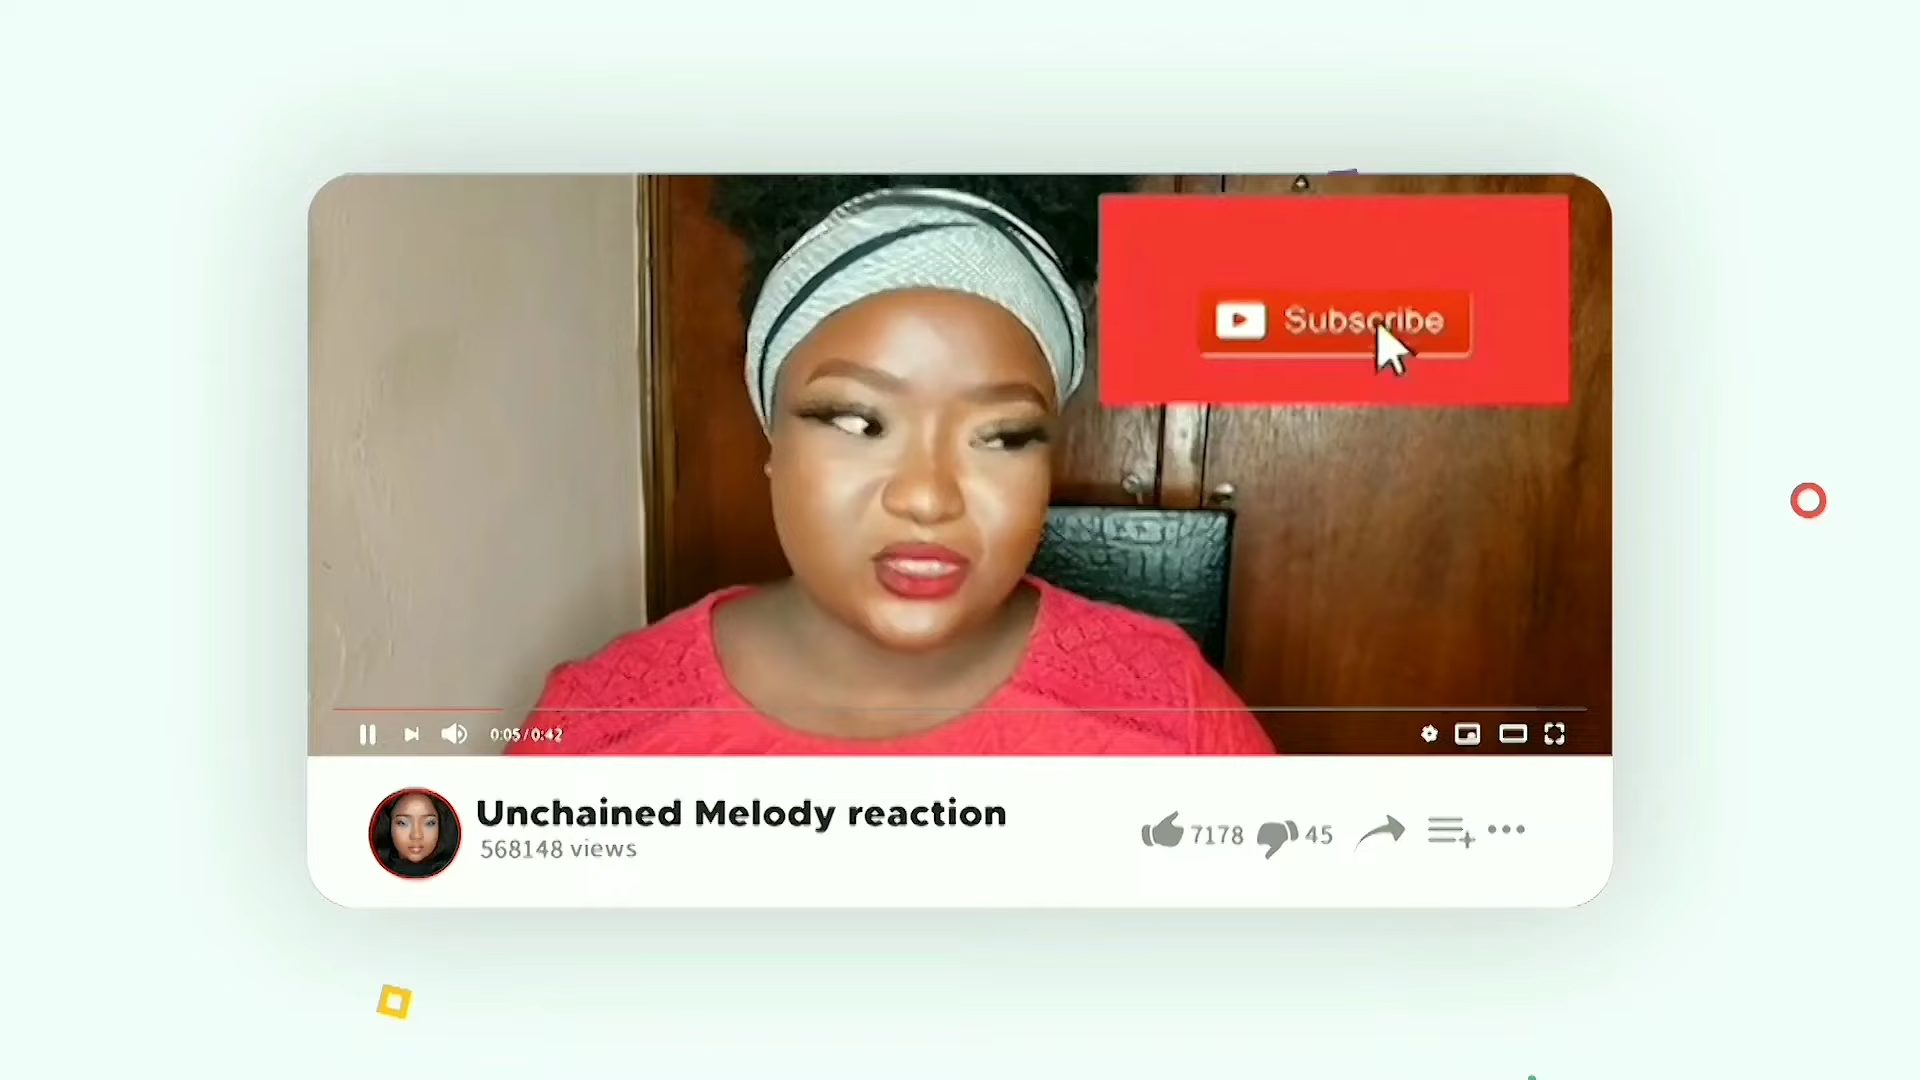 Subscribe
0:05 / 0:42
Unchained Melody reaction
568148 views
7178
45